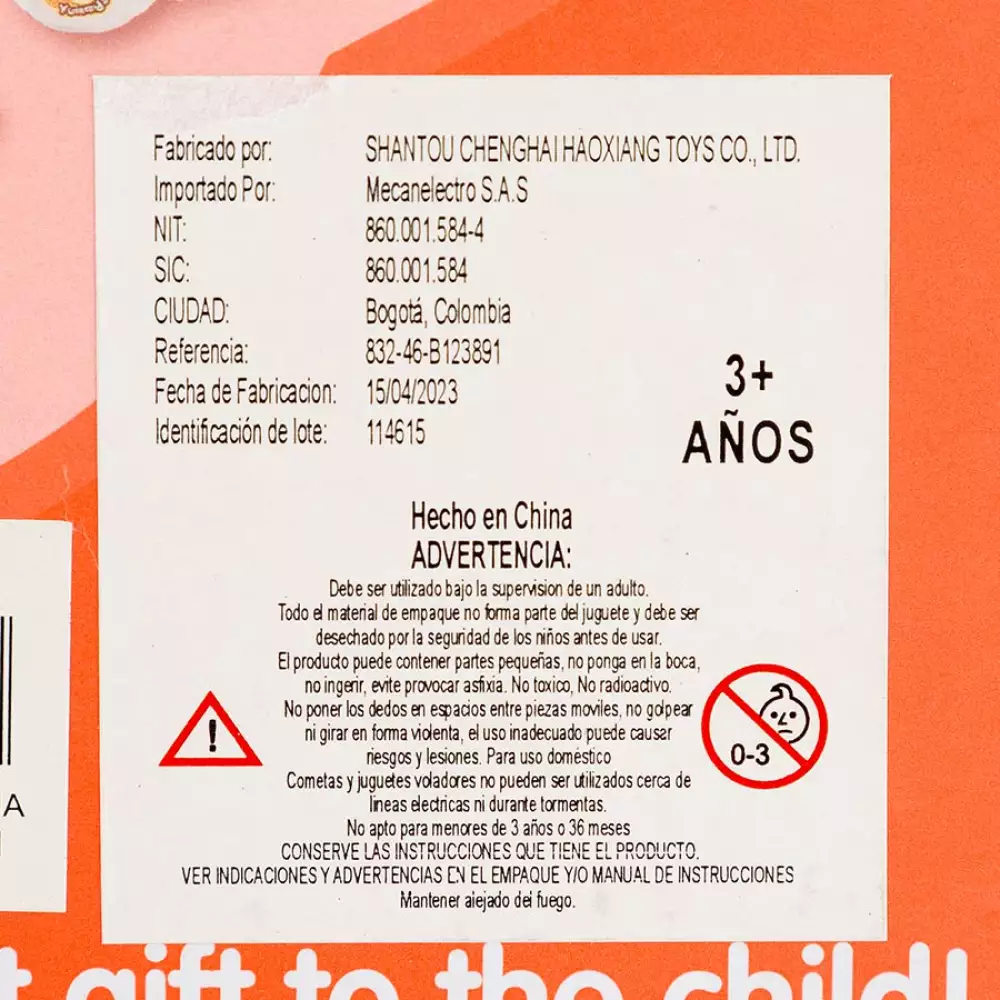 Fabricado por: SHANTOU CHENGHAI HAOXIANG TOYS CO., LTD.
Importado Por: Mecanelectro S.A.S
NIT: 860.001.584-4
SIC: 860.001.584
CIUDAD: Bogotá, Colombia
Referencia: 832-46-B123891
Fecha de Fabricacion: 15/04/2023
Identificación de lote: 114615
3+
AÑOS
Hecho en China
ADVERTENCIA:
Debe ser utilizado bajo la supervision de un adulto.
Todo el material de empaque no forma parte del juguete y debe ser
desechado por la seguridad de los niños antes de usar.
El producto puede contener partes pequeñas, no ponga en la boca,
no ingerir, evite provocar asfixia. No toxico, No radioactivo.
No poner los dedos en espacios entre piezas moviles, no golpear
ni girar en forma violenta, el uso inadecuado puede causar
riesgos y lesiones. Para uso doméstico
Cometas y juguetes voladores no pueden ser utilizados cerca de
lineas electricas ni durante tormentas.
No apto para menores de 3 años o 36 meses
CONSERVE LAS INSTRUCCIONES QUE TIENE EL PRODUCTO.
VER INDICACIONES Y ADVERTENCIAS EN EL EMPAQUE Y/O MANUAL DE INSTRUCCIONES
Mantener alejado del fuego.
!
0-3
A
t gift to the child!